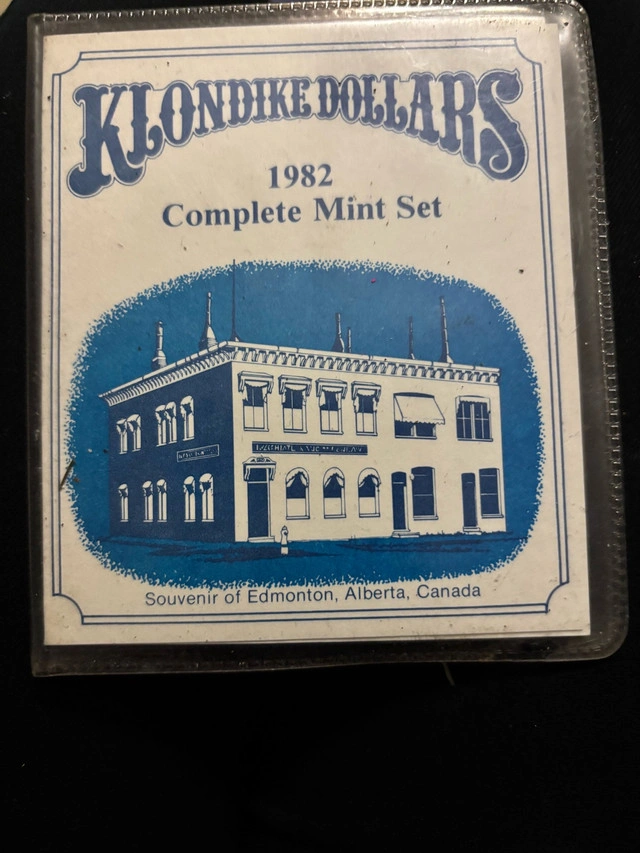 KLONDIKE DOLLARS
1982
Complete Mint Set
Souvenir of Edmonton, Alberta, Canada